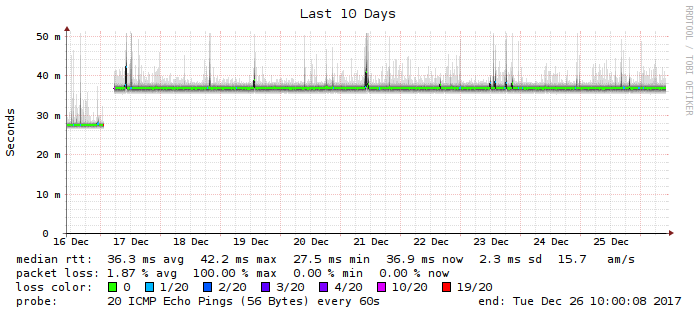 Last 10 Days
RRDTOOL / TOBI OETIKER
Seconds
50 m
40 m
30 m
20 m
10 m
0
16 Dec 17 Dec 18 Dec 19 Dec 20 Dec 21 Dec 22 Dec 23 Dec 24 Dec 25 Dec
median rtt: 36.3 ms avg 42.2 ms max 27.5 ms min 36.9 ms now 2.3 ms sd 15.7 am/s
packet loss: 1.87 % avg 100.00 % max 0.00 % min 0.00 % now
loss color: 0 1/20 2/20 3/20 4/20 10/20 19/20
probe: 20 ICMP Echo Pings (56 Bytes) every 60s end: Tue Dec 26 10:00:08 2017